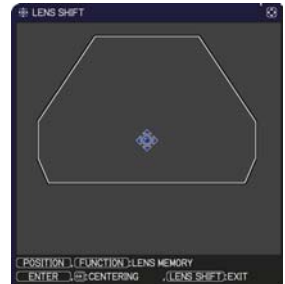 LENS SHIFT
POSITION ,FUNCTION :LENS MEMORY
ENTER , :CENTERING ,LENS SHIFT :EXIT